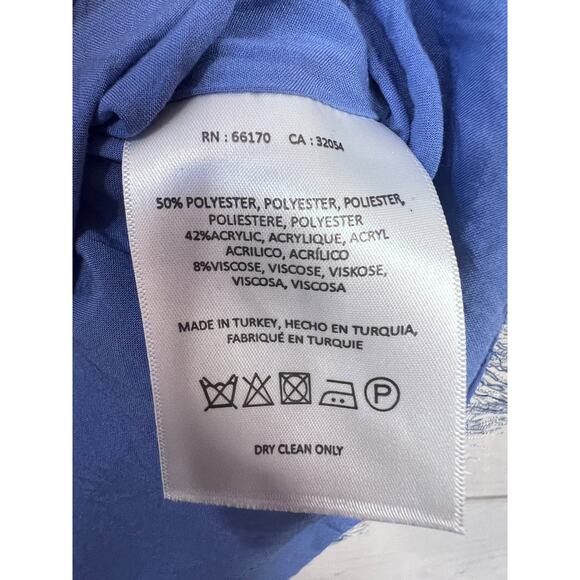 RN : 66170 CA : 32054
50% POLYESTER, POLYESTER, POLIESTER,
POLIESTERE, POLYESTER
42%ACRYLIC, ACRYLIQUE, ACRYL
ACRILICO, ACRÍLICO
8%VISCOSE, VISCOSE, VISKOSE,
VISCOSA, VISCOSA
MADE IN TURKEY, HECHO EN TURQUIA,
FABRIQUÉ EN TURQUIE
P
DRY CLEAN ONLY